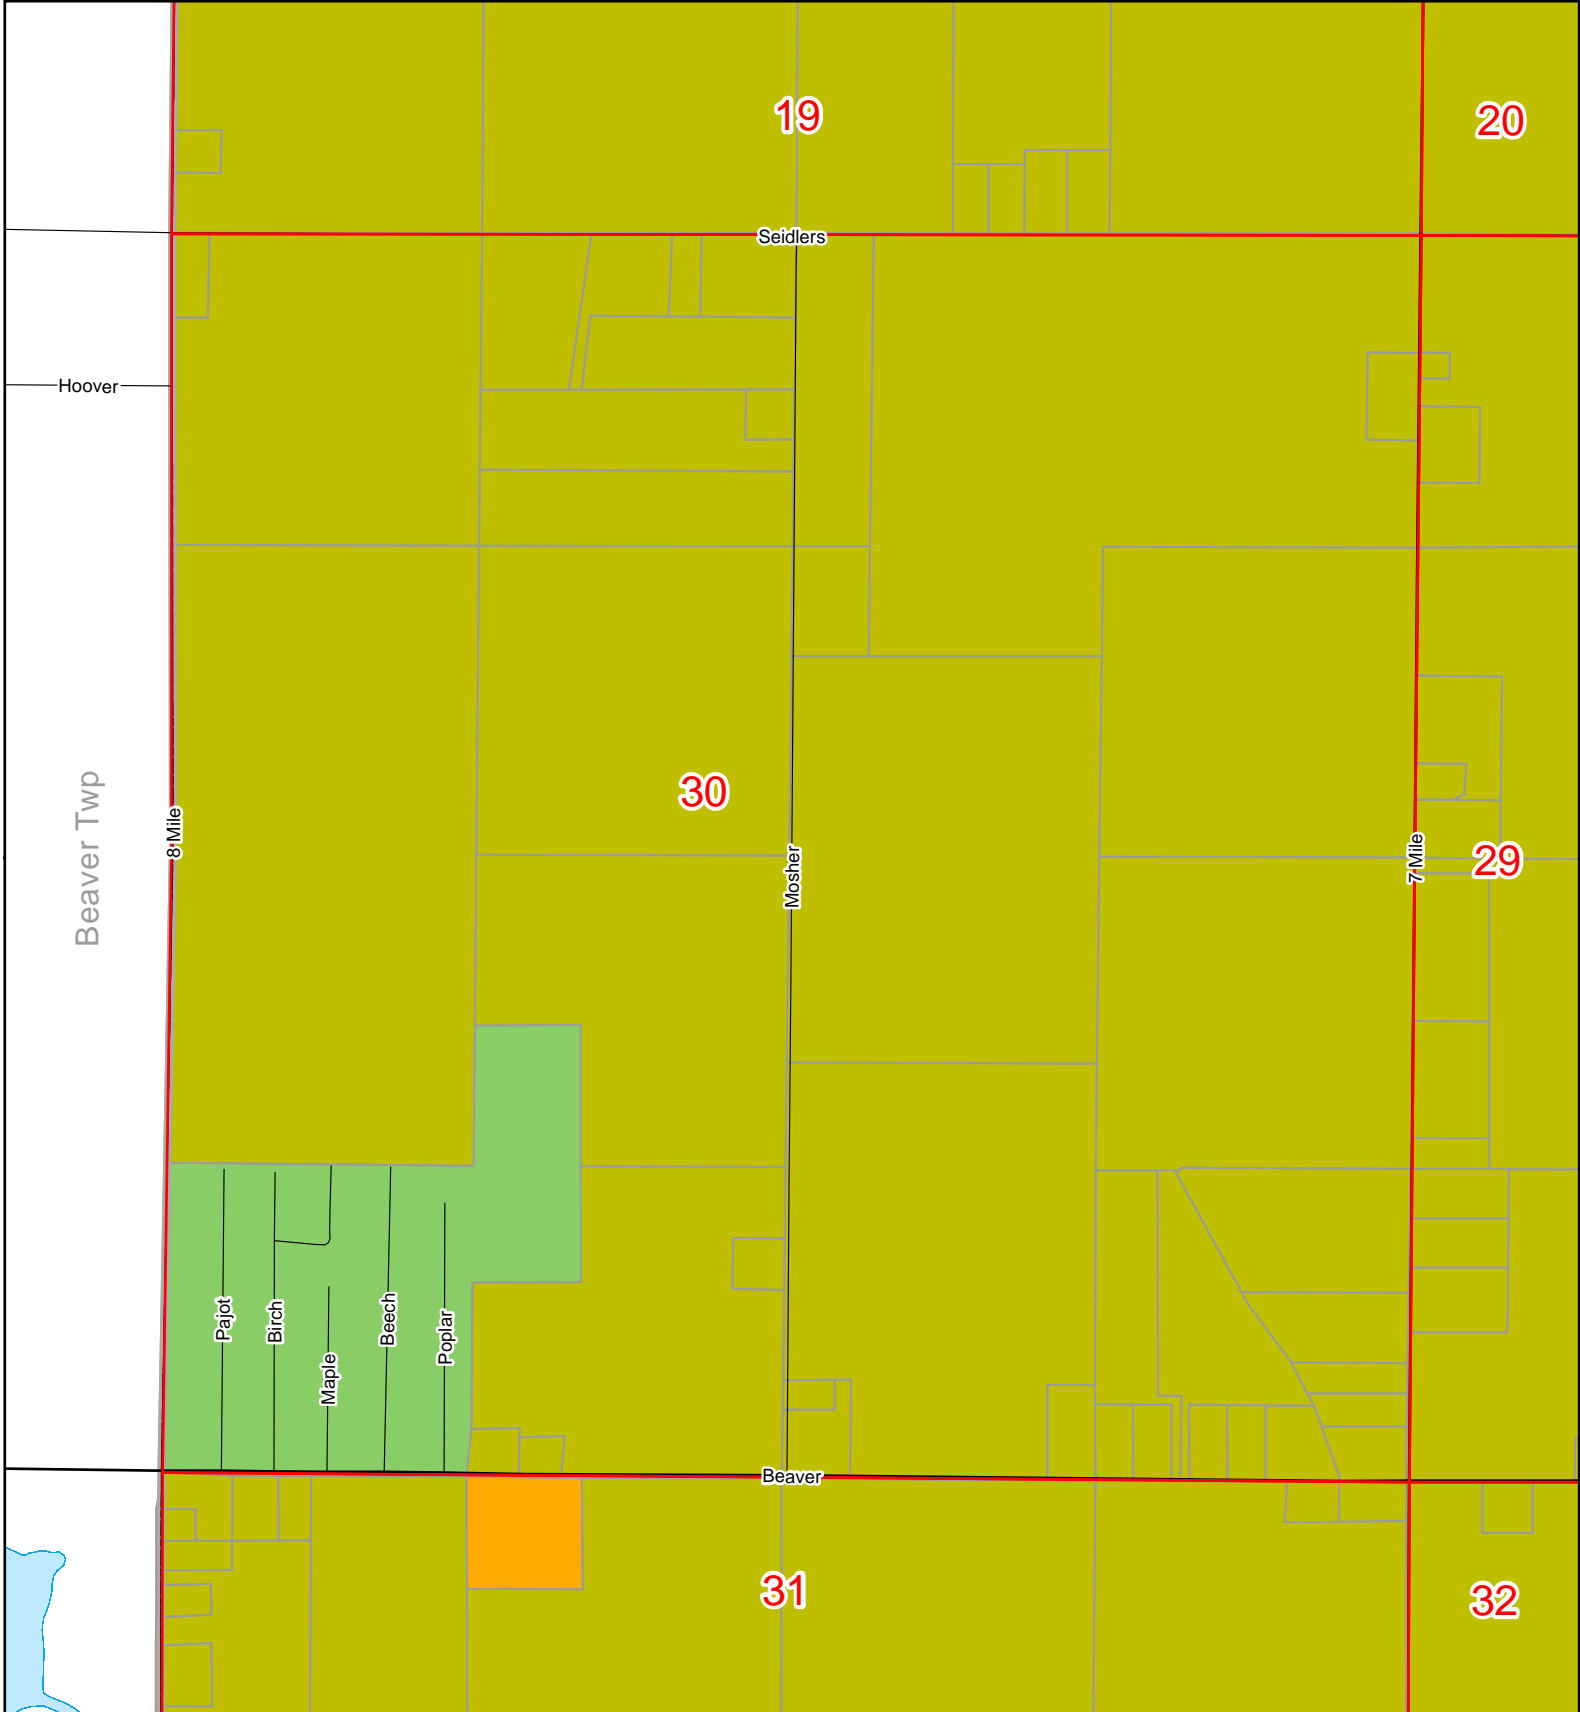 19
20
Seidlers
Hoover
30
Beaver Twp
8 Mile
Mosher
7 Mile
29
Pajot
Birch
Maple
Beech
Poplar
Beaver
31
32